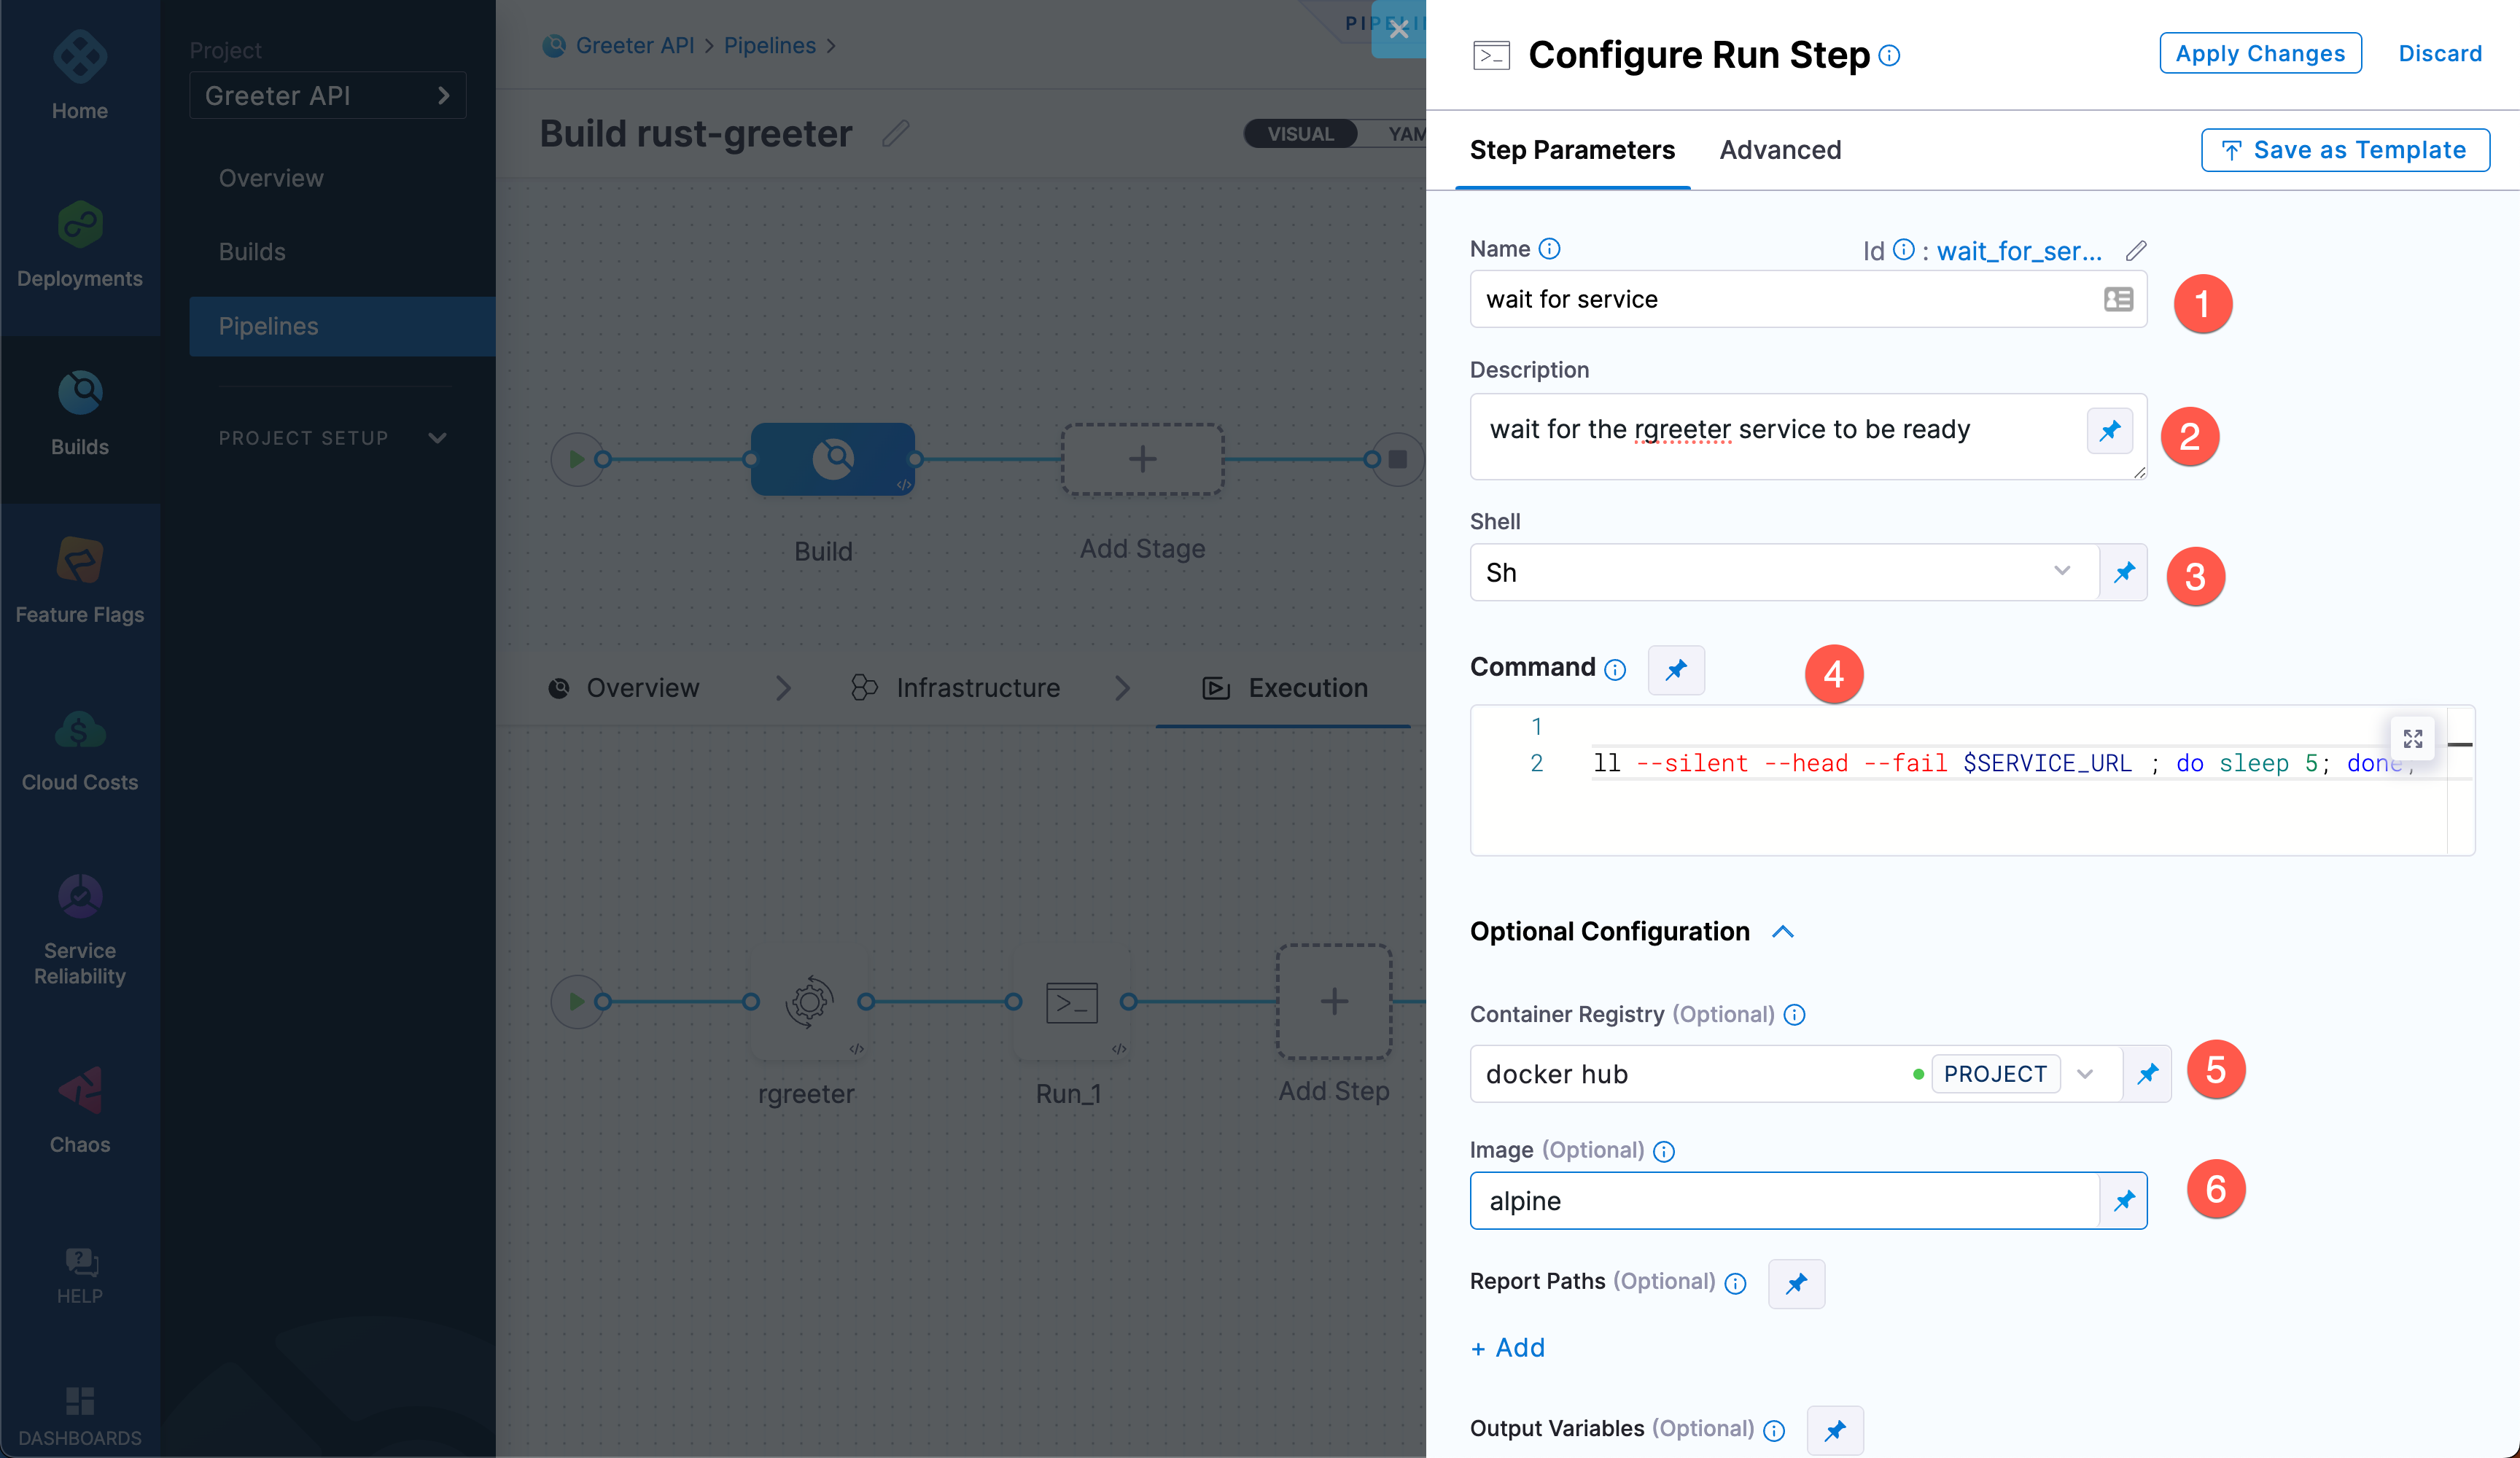 Home
Deployments
Builds
Feature Flags
Cloud Costs
Service
Reliability
Chaos
HELP
DASHBOARDS
Project
Greeter API
Overview
Builds
Pipelines
PROJECT SETUP
Greeter API > Pipelines >
Build rust-greeter
VISUAL
YAM
Build
Add Stage
Overview
Infrastructure
Execution
rgreeter
Run_1
Add Step
Configure Run Step
Apply Changes
Discard
Step Parameters
Advanced
Save as Template
Name
Id : wait_for_ser...
wait for service
1
Description
wait for the rgreeter service to be ready
2
Shell
Sh
3
Command
4
1
2 ll --silent --head --fail $SERVICE_URL ; do sleep 5; done;
Optional Configuration
Container Registry (Optional)
docker hub
PROJECT
5
Image (Optional)
alpine
6
Report Paths (Optional)
+ Add
Output Variables (Optional)